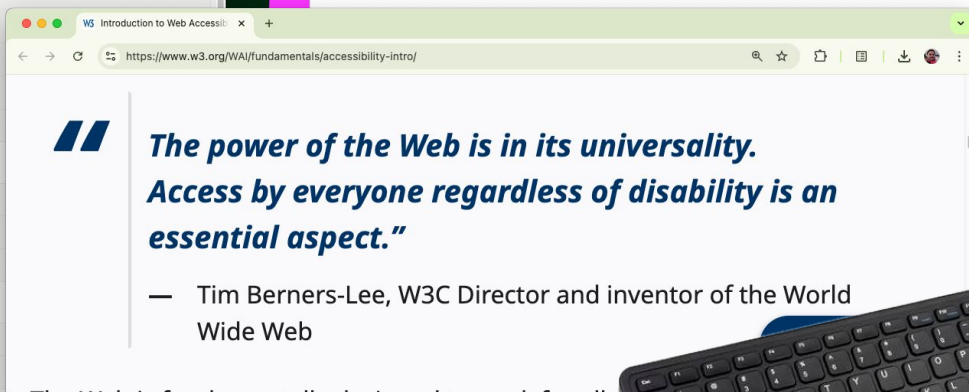 W3 Introduction to Web Accessib
https://www.w3.org/WAI/fundamentals/accessibility-intro/
“
The power of the Web is in its universality.
Access by everyone regardless of disability is an
essential aspect.”
— Tim Berners-Lee, W3C Director and inventor of the World
Wide Web